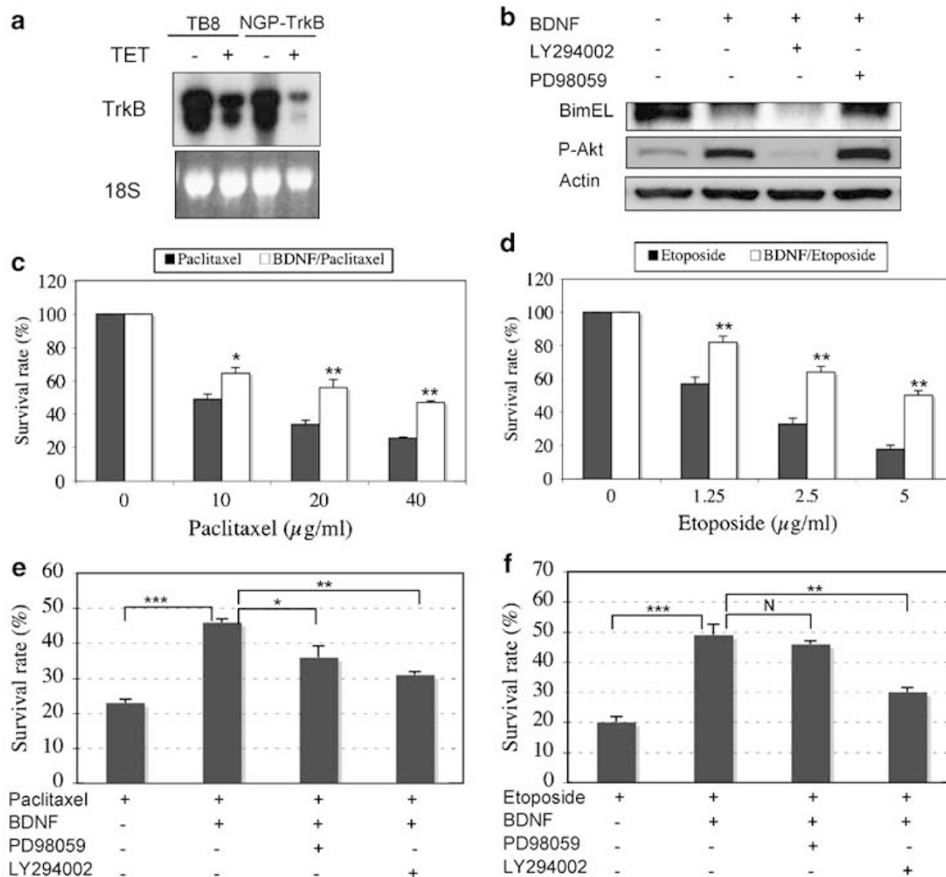 a
TB8 NGP-TrkB
TET - + - +
TrkB
18S
b
BDNF - + + +
LY294002 - - + -
PD98059 - - - +
BimEL
P-Akt
Actin
c
Paclitaxel BDNF/Paclitaxel
Survival rate (%)
120
100
80
60
40
20
0
* ** **
0 10 20 40
Paclitaxel (µg/ml)
d
Etoposide BDNF/Etoposide
Survival rate (%)
120
100
80
60
40
20
0
** ** **
0 1.25 2.5 5
Etoposide (µg/ml)
e
Survival rate (%)
60
50
40
30
20
10
0
*** * **
Paclitaxel + + + +
BDNF - + + +
PD98059 - - + -
LY294002 - - - +
f
Survival rate (%)
70
60
50
40
30
20
10
0
*** N **
Etoposide + + + +
BDNF - + + +
PD98059 - - + -
LY294002 - - - +